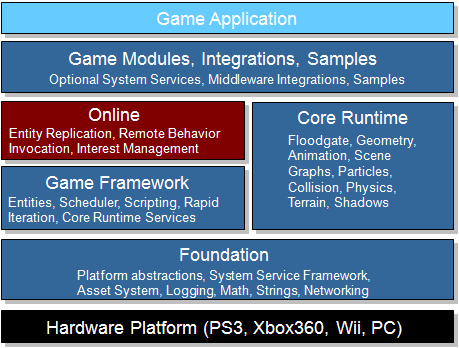 Game Application
Game Modules, Integrations, Samples
Optional System Services, Middleware Integrations, Samples
Online
Entity Replication, Remote Behavior
Invocation, Interest Management
Game Framework
Entities, Scheduler, Scripting, Rapid
Iteration, Core Runtime Services
Core Runtime
Floodgate, Geometry,
Animation, Scene
Graphs, Particles,
Collision, Physics,
Terrain, Shadows
Foundation
Platform abstractions, System Service Framework,
Asset System, Logging, Math, Strings, Networking
Hardware Platform (PS3, Xbox360, Wii, PC)